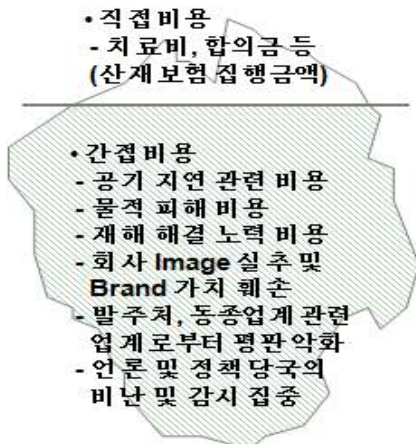 • 직접비용
- 치료비, 합의금 등
(산재보험집행금액)
• 간접비용
- 공기 지연 관련 비용
- 물적 피해 비용
- 재해 해결 노력 비용
- 회사 Image 실추 및
Brand 가치 훼손
- 발주처, 동종업계 관련
업계로부터 평판악화
- 언론 및 정책당국의
비난 및 감시 집중